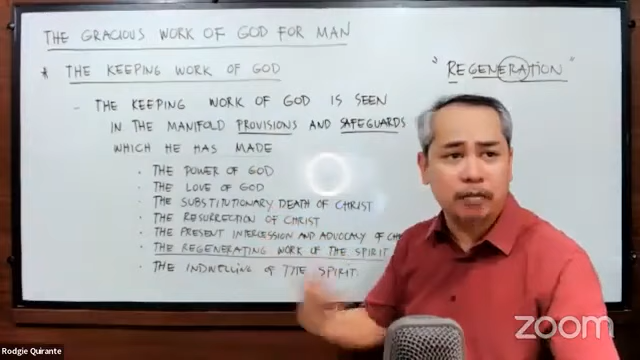 THE GRACIOUS WORK OF GOD FOR MAN
* THE KEEPING WORK OF GOD
"REGENERATION"
- THE KEEPING WORK OF GOD IS SEEN
IN THE MANIFOLD PROVISIONS AND SAFEGUARDS
WHICH HE HAS MADE
• THE POWER OF GOD
• THE LOVE OF GOD
• THE SUBSTITUTIONARY DEATH OF CHRIST
• THE RESURRECTION OF CHRIST
• THE PRESENT INTERCESSION AND ADVOCACY OF
• THE REGENERATING WORK OF THE SPIRIT
• THE INDWELLING OF THE SPIRIT.
zoom
Rodgie Quirante